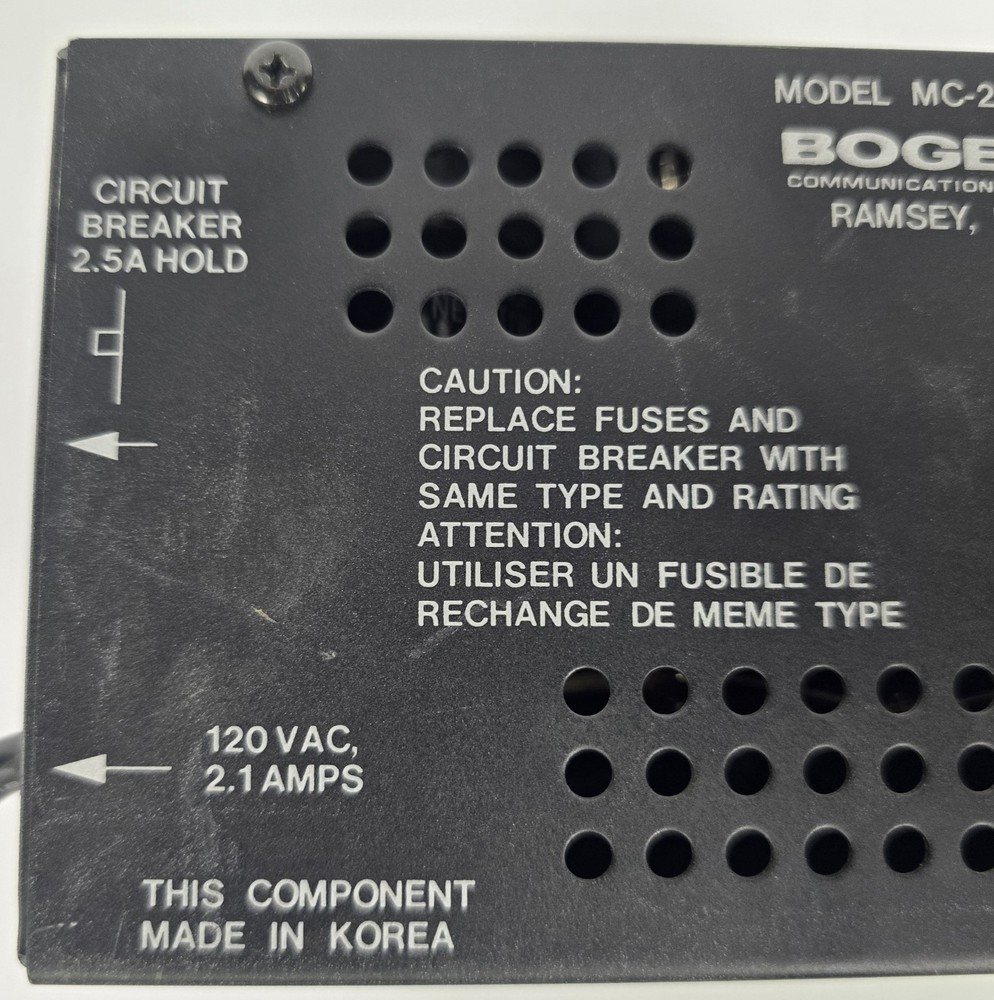 MODEL MC-2
BOGE
COMMUNICATION
RAMSEY,
CIRCUIT
BREAKER
2.5A HOLD
CAUTION:
REPLACE FUSES AND
CIRCUIT BREAKER WITH
SAME TYPE AND RATING
ATTENTION:
UTILISER UN FUSIBLE DE
RECHANGE DE MEME TYPE
120 VAC,
2.1 AMPS
THIS COMPONENT
MADE IN KOREA